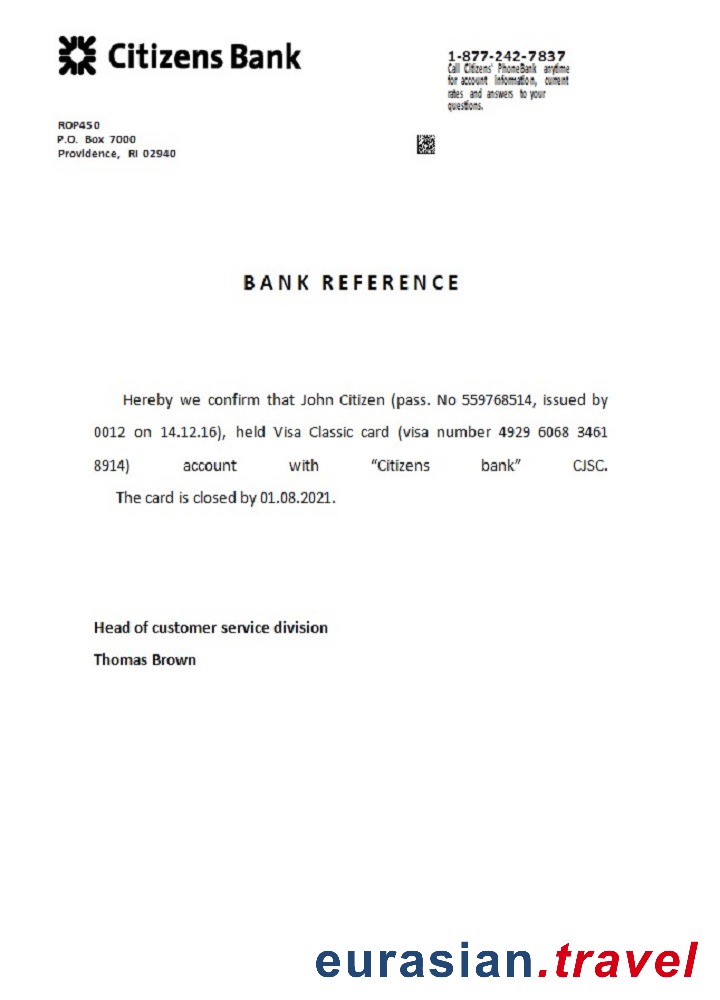 Citizens Bank
1-877-242-7837
Call Citizens' PhoneBank anytime
for account information, current
rates and answers to your
questions.
ROP450
P.O. Box 7000
Providence, RI 02940
BANK REFERENCE
Hereby we confirm that John Citizen (pass. No 559768514, issued by
0012 on 14.12.16), held Visa Classic card (visa number 4929 6068 3461
8914) account with “Citizens bank” CJSC.
The card is closed by 01.08.2021.
Head of customer service division
Thomas Brown
eurasian.travel